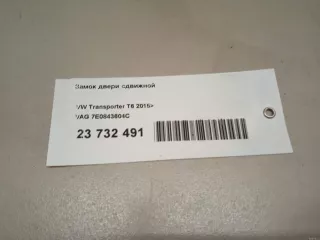 Замок двери сдвижной
VW Transporter T6 2015>
VAG 7E0843604C
23 732 491